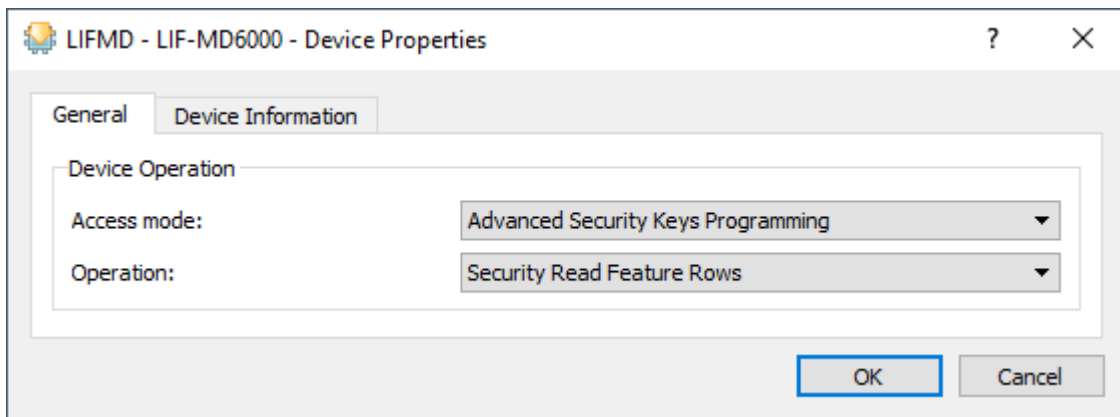 LIFMD - LIF-MD6000 - Device Properties ?
General Device Information
Device Operation
Access mode: Advanced Security Keys Programming
Operation: Security Read Feature Rows
OK Cancel